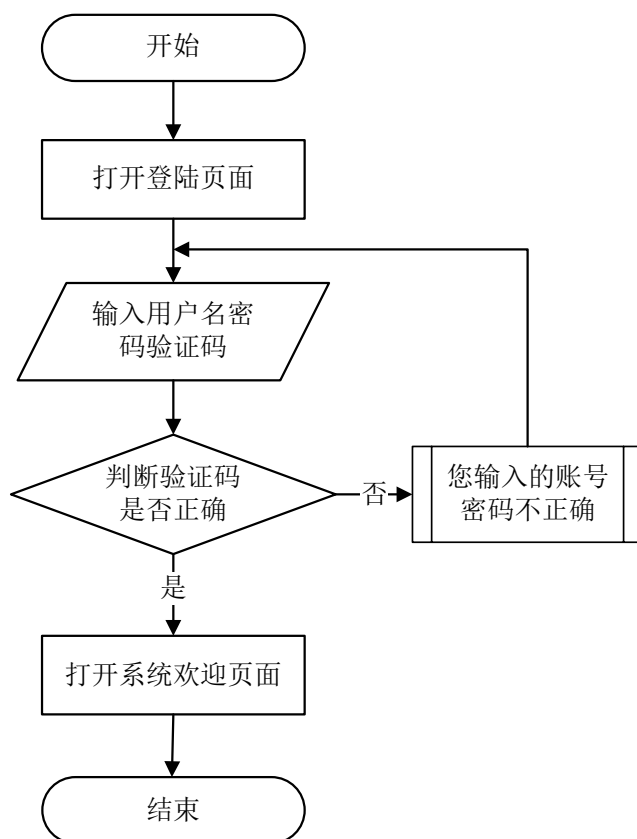 开始
打开登陆页面
输入用户名密
码验证码
判断验证码
是否正确
否
您输入的账号
密码不正确
是
打开系统欢迎页面
结束